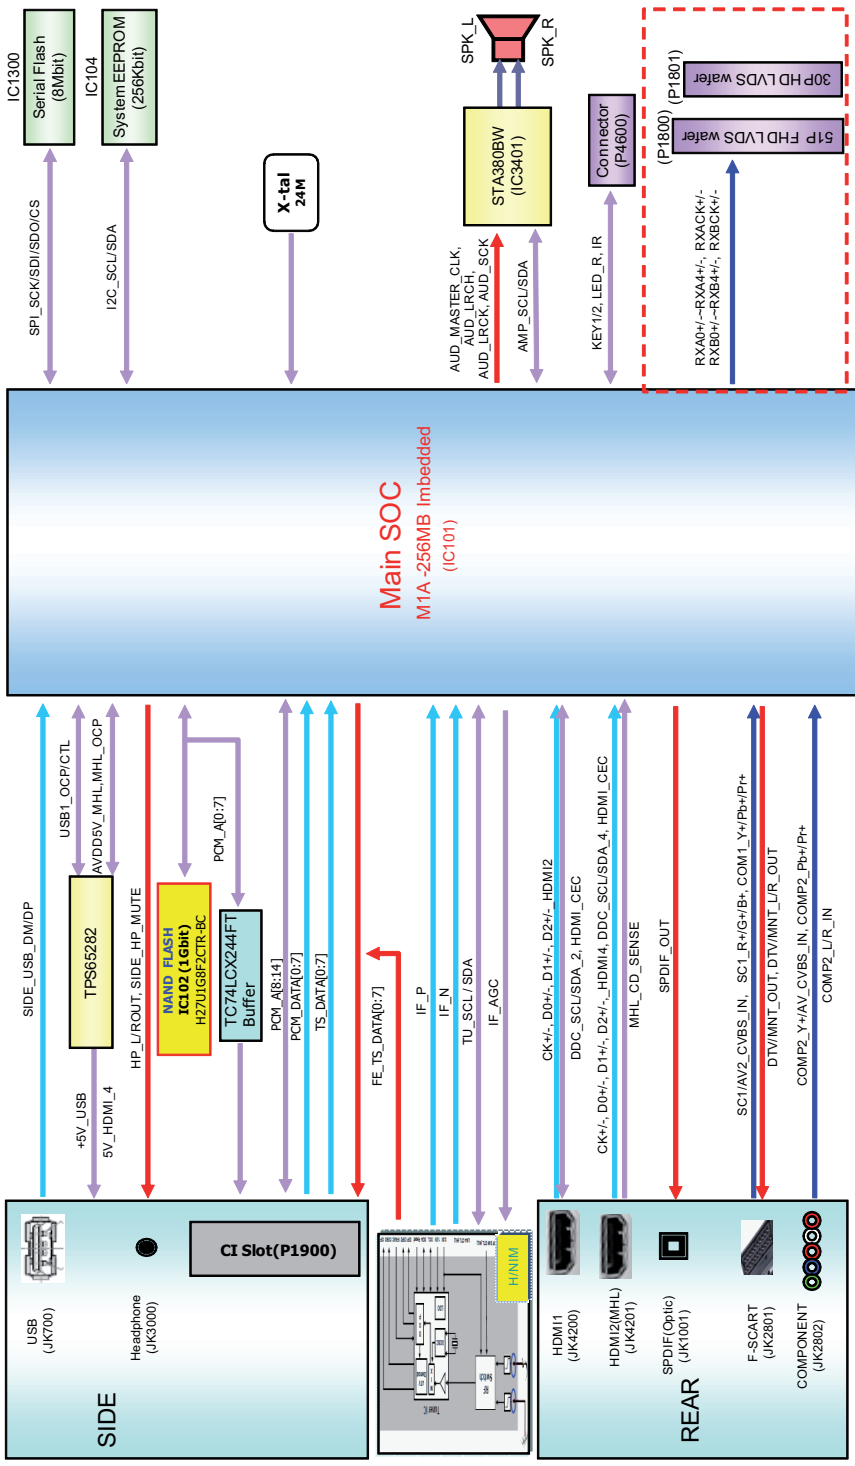 IC1300
Serial Flash
(8Mbit)
IC104
System EEPROM
(256Kbit)
X-tal
24M
SPK_L
SPK_R
STA380BW
(IC3401)
Connector
(P4600)
(P1801)
30P HD LVDS wafer
(P1800)
51P FHD LVDS wafer
SPI_SCK/SDI/SDO/CS
I2C_SCL/SDA
AUD_MASTER_CLK,
AUD_LRCH,
AUD_LRCK, AUD_SCK
AMP_SCL/SDA
KEY1/2, LED_R, IR
RXA0+/-~RXA4+/-, RXACK+/-
RXB0+/-~RXB4+/-, RXBCK+/-
Main SOC
M1A -256MB Imbedded
(IC101)
SIDE_USB_DM/DP
USB1_OCP/CTL
AVDD5V_MHL,MHL_OCP
TPS65282
+5V_USB
5V_HDMI_4
HP_L/ROUT, SIDE_HP_MUTE
NAND FLASH
IC102 (1Gbit)
H27U1G8F2CTR-BC
PCM_A[0:7]
TC74LCX244FT
Buffer
PCM_A[8:14]
PCM_DATA[0:7]
TS_DATA[0:7]
FE_TS_DATA[0:7]
IF_P
IF_N
TU_SCL / SDA
IF_AGC
CK+/-, D0+/-, D1+/-, D2+/-_HDMI2
DDC_SCL/SDA_2, HDMI_CEC
CK+/-, D0+/-, D1+/-, D2+/-_HDMI4, DDC_SCL/SDA_4, HDMI_CEC
MHL_CD_SENSE
SPDIF_OUT
SC1/AV2_CVBS_IN, SC1_R+/G+/B+, COM1_Y+/Pb+/Pr+
DTV/MNT_OUT, DTV/MNT_L/R_OUT
COMP2_Y+/AV_CVBS_IN, COMP2_Pb+/Pr+
COMP2_L/R_IN
SIDE
USB
(JK700)
Headphone
(JK3000)
CI Slot(P1900)
H/NIM
Tuner IC
Switch
REAR
HDMI1
(JK4200)
HDMI2(MHL)
(JK4201)
SPDIF(Optic)
(JK1001)
F-SCART
(JK2801)
COMPONENT
(JK2802)